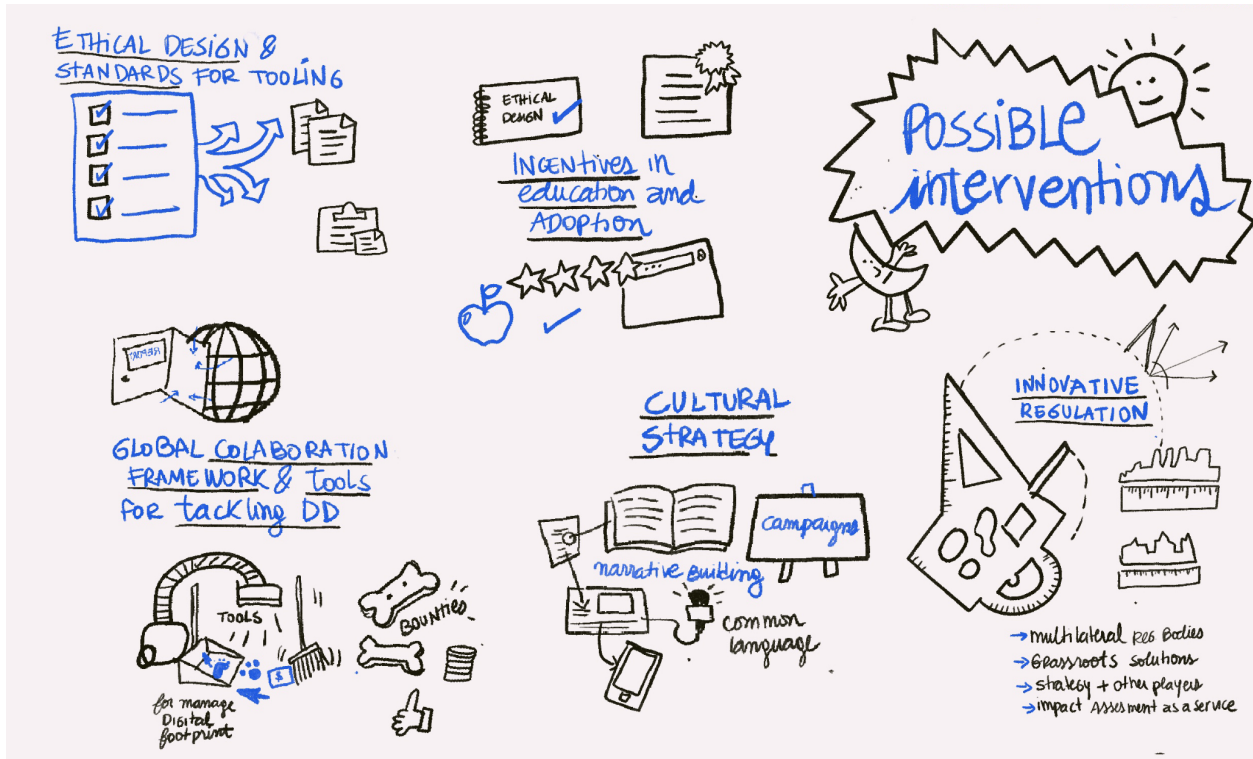 ETHICAL DESIGN &
STANDARDS FOR TOOLING
ETHICAL
DESIGN
INCENtives in
education and
ADOPtion
POSSIBLE
interventions
REPORT
GLOBAL COLABORATION
FRAMEWORK & tools
FOR tackling DD
TOOLS
$
for manage
DIGItal
footprint
BOUNTIES
CULTURAL
StRATEGY
campaigns
narrative Building
common
language
INNOVATIVE
REGULATION
→ multilateral REG Bodies
→ GRassroots solutions
→ strategy + other players
→ impact ASSESMENT as a service